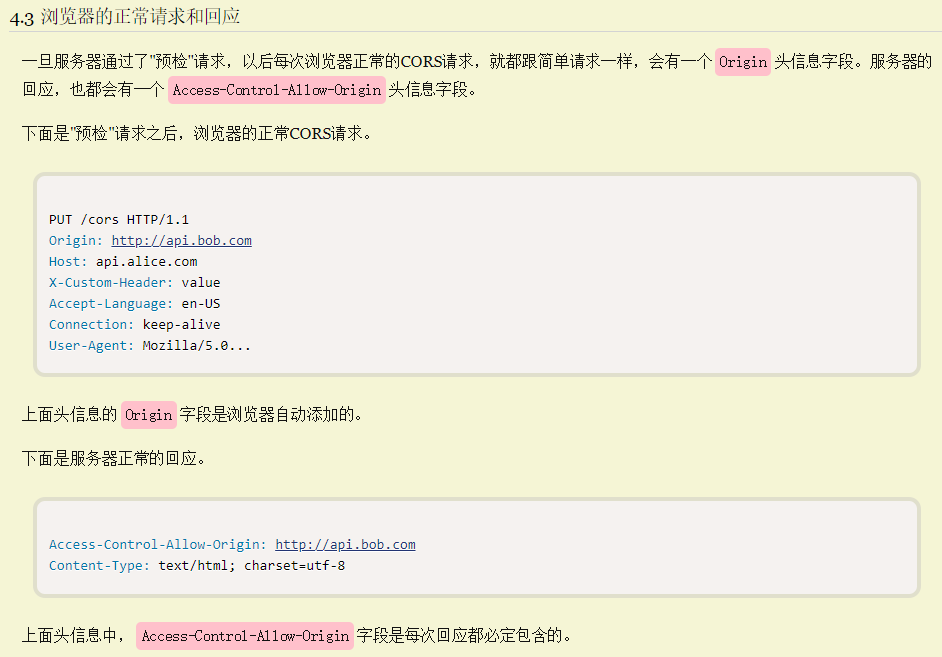 4.3 浏览器的正常请求和回应
一旦服务器通过了"预检"请求，以后每次浏览器正常的CORS请求，就都跟简单请求一样，会有一个 Origin 头信息字段。服务器的
回应，也都会有一个 Access-Control-Allow-Origin 头信息字段。
下面是"预检"请求之后，浏览器的正常CORS请求。
PUT /cors HTTP/1.1
Origin: http://api.bob.com
Host: api.alice.com
X-Custom-Header: value
Accept-Language: en-US
Connection: keep-alive
User-Agent: Mozilla/5.0...
上面头信息的 Origin 字段是浏览器自动添加的。
下面是服务器正常的回应。
Access-Control-Allow-Origin: http://api.bob.com
Content-Type: text/html; charset=utf-8
上面头信息中， Access-Control-Allow-Origin 字段是每次回应都必定包含的。